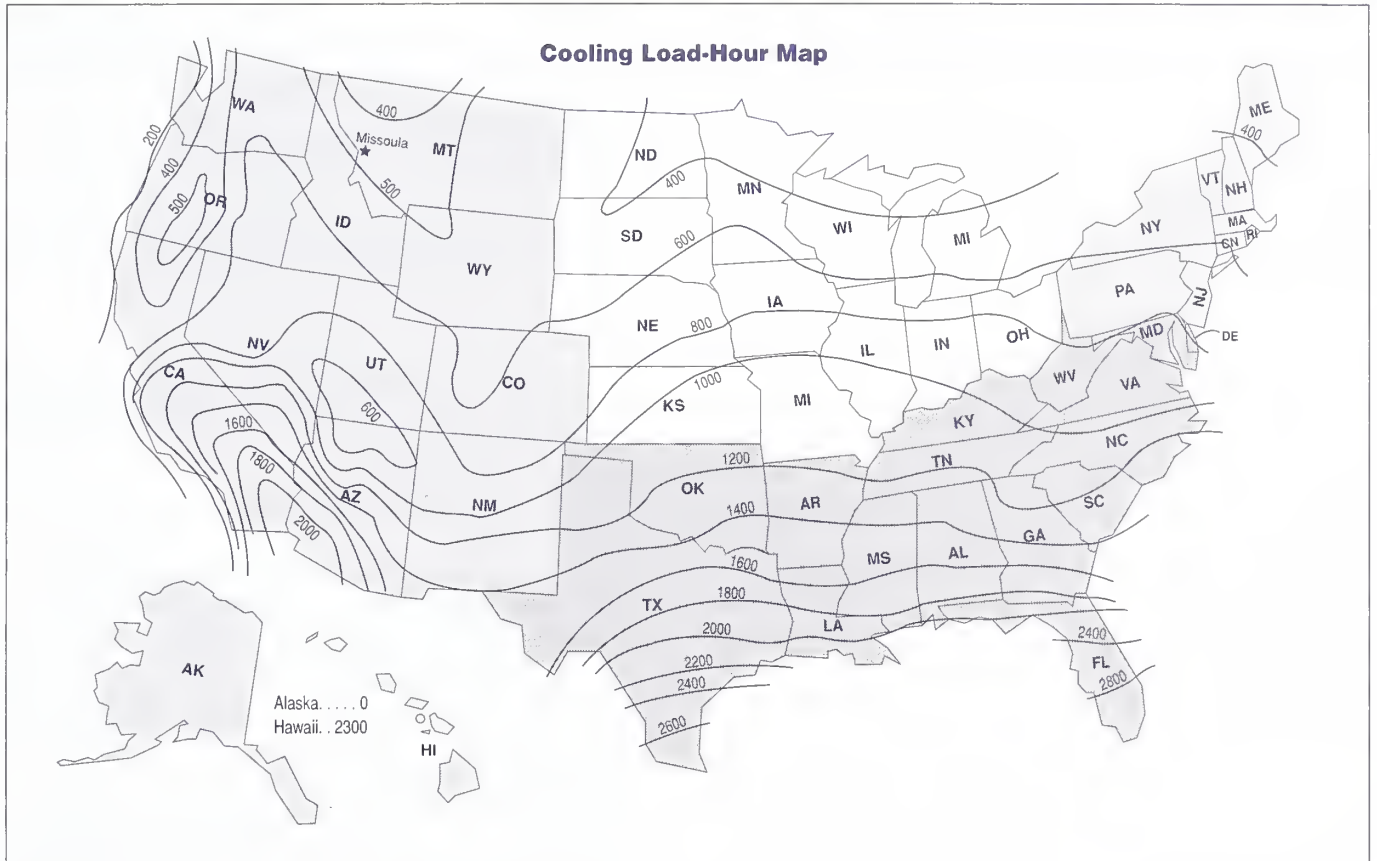 Cooling Load-Hour Map
WA
400
Missoula
MT
500
200
400
500
OR
ID
WY
ND
400
MN
SD
600
WI
MI
ME
400
VT
NH
NY
MA
CN
RI
PA
NJ
NE
800
IA
IL
IN
OH
MD
DE
WV
VA
NV
UT
CO
CA
600
KS
1000
MI
KY
NC
TN
1600
1800
2000
AZ
NM
1200
OK
1400
AR
SC
GA
MS
AL
1600
TX
1800
LA
2000
2200
2400
2600
2400
FL
2800
AK
Alaska. . . . . 0
Hawaii. . 2300
HI